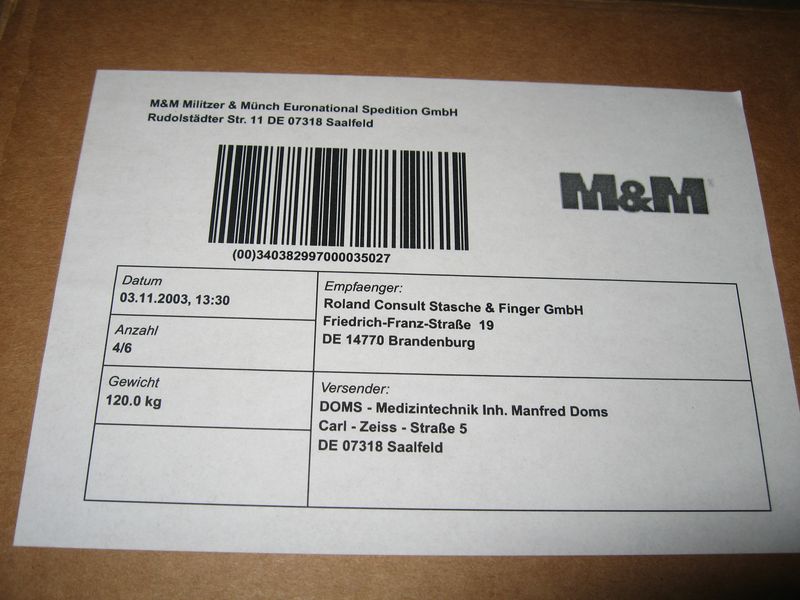 M&M Militzer & Münch Euronational Spedition GmbH
Rudolstädter Str. 11 DE 07318 Saalfeld
M&M
(00)340382997000035027
Datum
03.11.2003, 13:30
Anzahl
4/6
Gewicht
120.0 kg
Empfaenger:
Roland Consult Stasche & Finger GmbH
Friedrich-Franz-Straße 19
DE 14770 Brandenburg
Versender:
DOMS - Medizintechnik Inh. Manfred Doms
Carl - Zeiss - Straße 5
DE 07318 Saalfeld